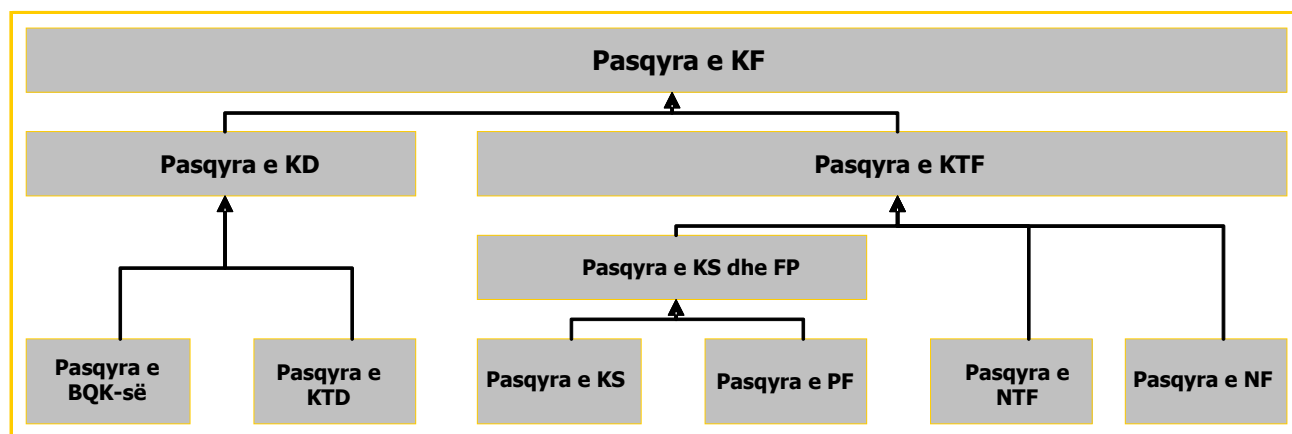 Pasqyra e KF
Pasqyra e KD
Pasqyra e KTF
Pasqyra e KS dhe FP
Pasqyra e
BQK-së
Pasqyra e
KTD
Pasqyra e KS
Pasqyra e PF
Pasqyra e
NTF
Pasqyra e NF